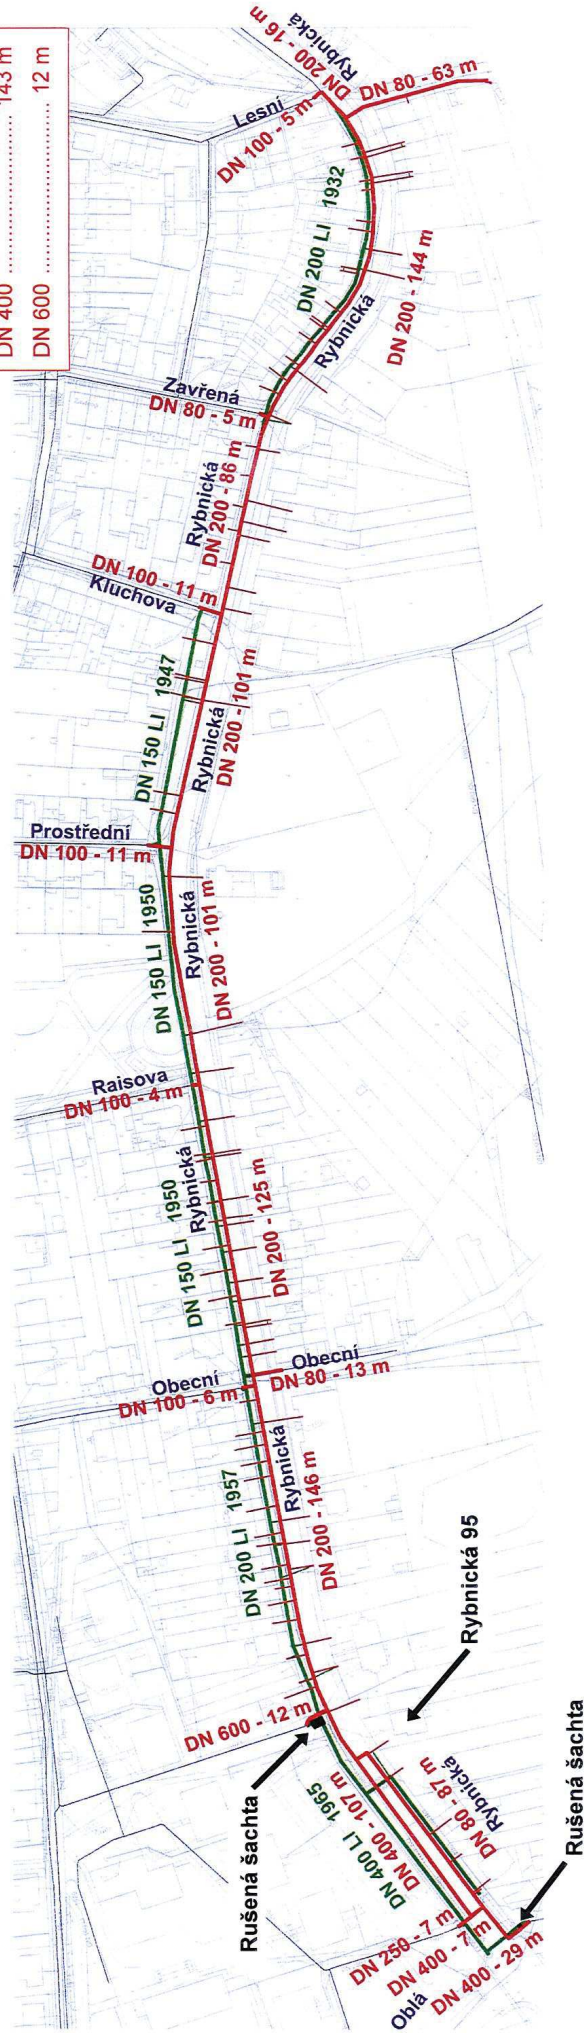 DN 400 ........................ 143 m
DN 600 ........................ 12 m
Rybnická
DN 200 - 16 m
DN 80 - 63 m
Lesní
DN 100 - 5 m
DN 200 LI 1932
Rybnická
DN 200 - 144 m
Zavřená
DN 80 - 5 m
Rybnická
DN 200 - 86 m
DN 100 - 11 m
Kluchova
DN 150 LI 1947
Rybnická
DN 200 - 101 m
Prostřední
DN 100 - 11 m
DN 150 LI 1950
Rybnická
DN 200 - 101 m
Raisova
DN 100 - 4 m
DN 150 LI 1950
Rybnická
DN 200 - 125 m
Obecní
DN 100 - 6 m
Obecní
DN 80 - 13 m
DN 200 LI 1957
Rybnická
DN 200 - 146 m
DN 600 - 12 m
Rušená šachta
Rybnická 95
DN 400 LI 1965
DN 400 - 107 m
DN 80 - 87 m
Rybnická
DN 250 - 7 m
DN 400 - 7 m
DN 400 - 29 m
Oblá
Rušená šachta